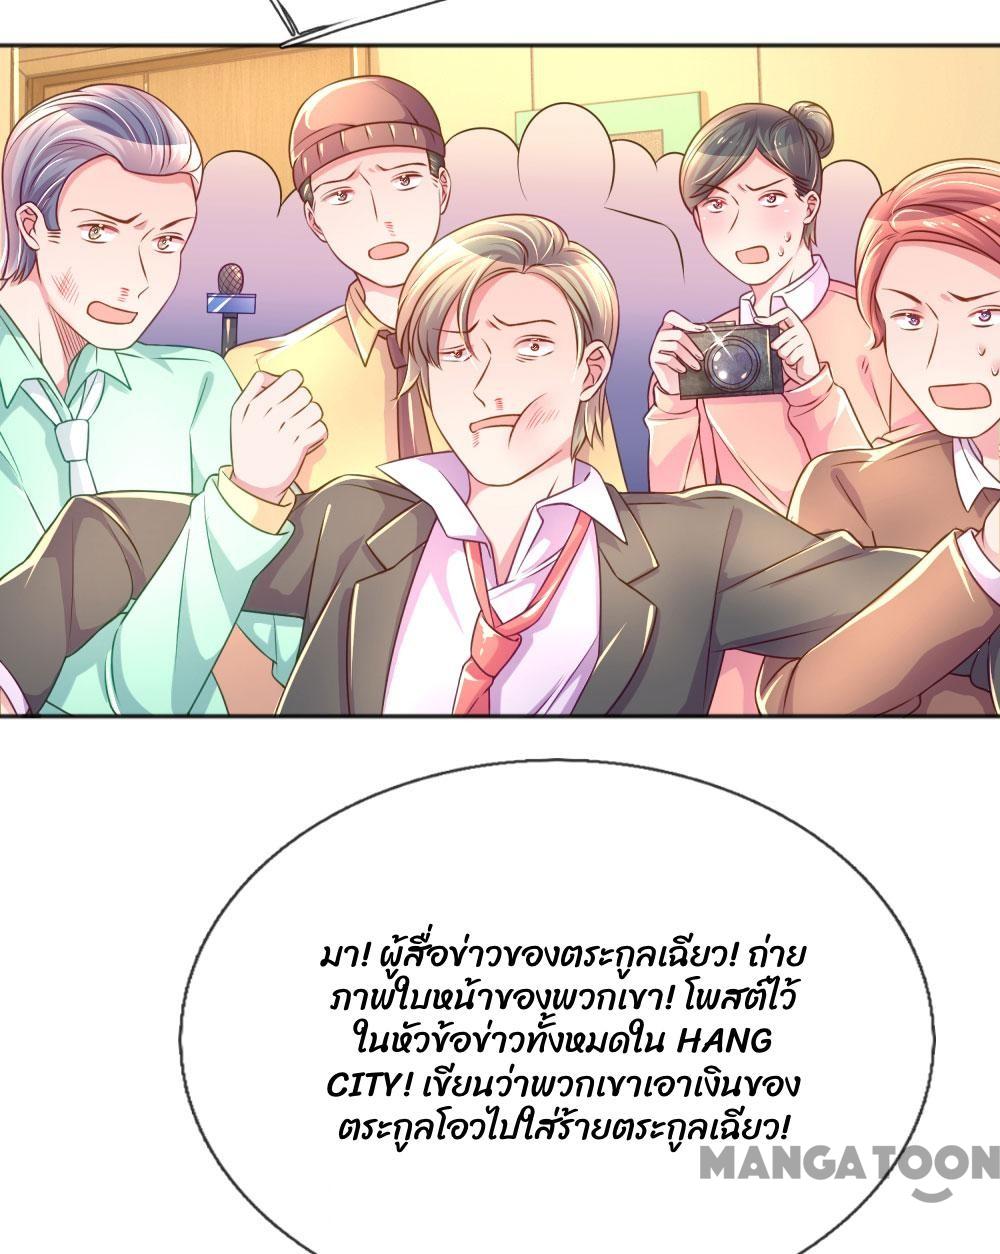 มา! ผู้สื่อข่าวของตระกูลเฉียว! ถ่าย
ภาพใบหน้าของพวกเขา! โพสต์ไว้
ในหัวข้อข่าวทั้งหมดใน HANG
CITY! เขียนว่าพวกเขาเอาเงินของ
ตระกูลโอวไปใส่ร้ายตระกูลเฉียว!
MANGATOON